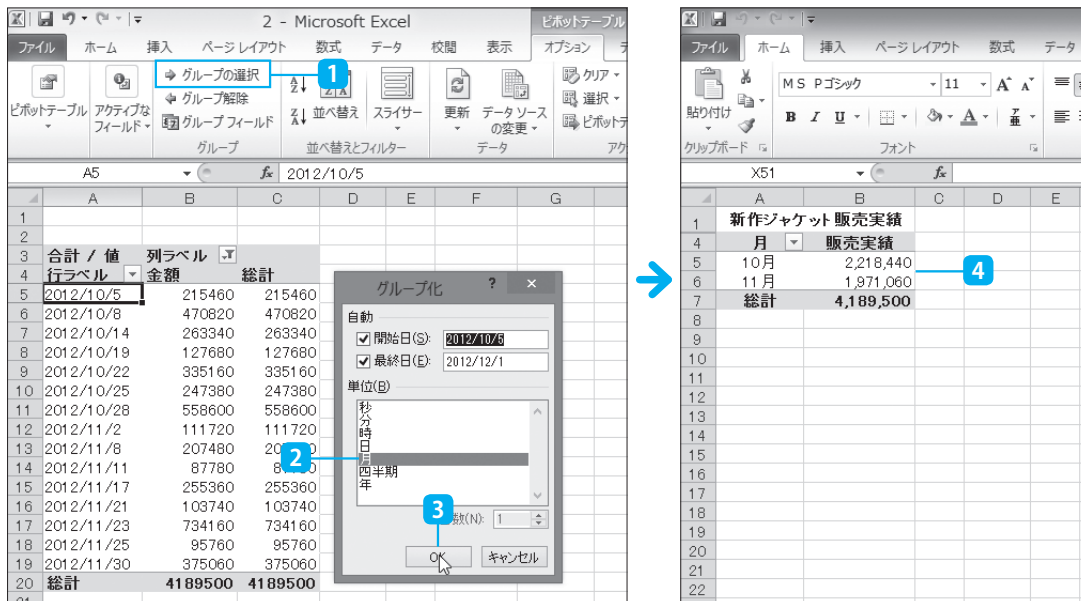 2 - Microsoft Excel
ピボットテーブル
ファイル ホーム 挿入 ページ レイアウト 数式 データ 校閲 表示 オプション
ピボットテーブル
アクティブな
フィールド
グループの選択
グループ解除
グループ フィールド
グループ
1
並べ替え
スライサー
並べ替えとフィルター
更新
データ ソース
の変更
データ
クリア
選択
A5
fx 2012/10/5
A B C D E F G
1
2
3 合計 / 値 列ラベル
4 行ラベル 金額 総計
5 2012/10/5 215460 215460
6 2012/10/8 470820 470820
7 2012/10/14 263340 263340
8 2012/10/19 127680 127680
9 2012/10/22 335160 335160
10 2012/10/25 247380 247380
11 2012/10/28 558600 558600
12 2012/11/2 111720 111720
13 2012/11/8 207480
14 2012/11/11 87780
15 2012/11/17 255360 255360
16 2012/11/21 103740 103740
17 2012/11/23 734160 734160
18 2012/11/25 95760 95760
19 2012/11/30 375060 375060
20 総計 4189500 4189500
グループ化 ? ×
自動
開始日(S): 2012/10/5
最終日(E): 2012/12/1
単位(B)
秒
分
時
日
月
四半期
年
2
3
数(N): 1
OK キャンセル
ファイル ホーム 挿入 ページ レイアウト 数式 データ
貼り付け
クリップボード
MS Pゴシック 11 A A
B I U A 亜
フォント
X51
fx
A B C D E
1 新作ジャケット販売実績
4 月 販売実績
5 10月 2,218,440
6 11月 1,971,060
7 総計 4,189,500
4
8
9
10
11
12
13
14
15
16
17
18
19
20
21
22